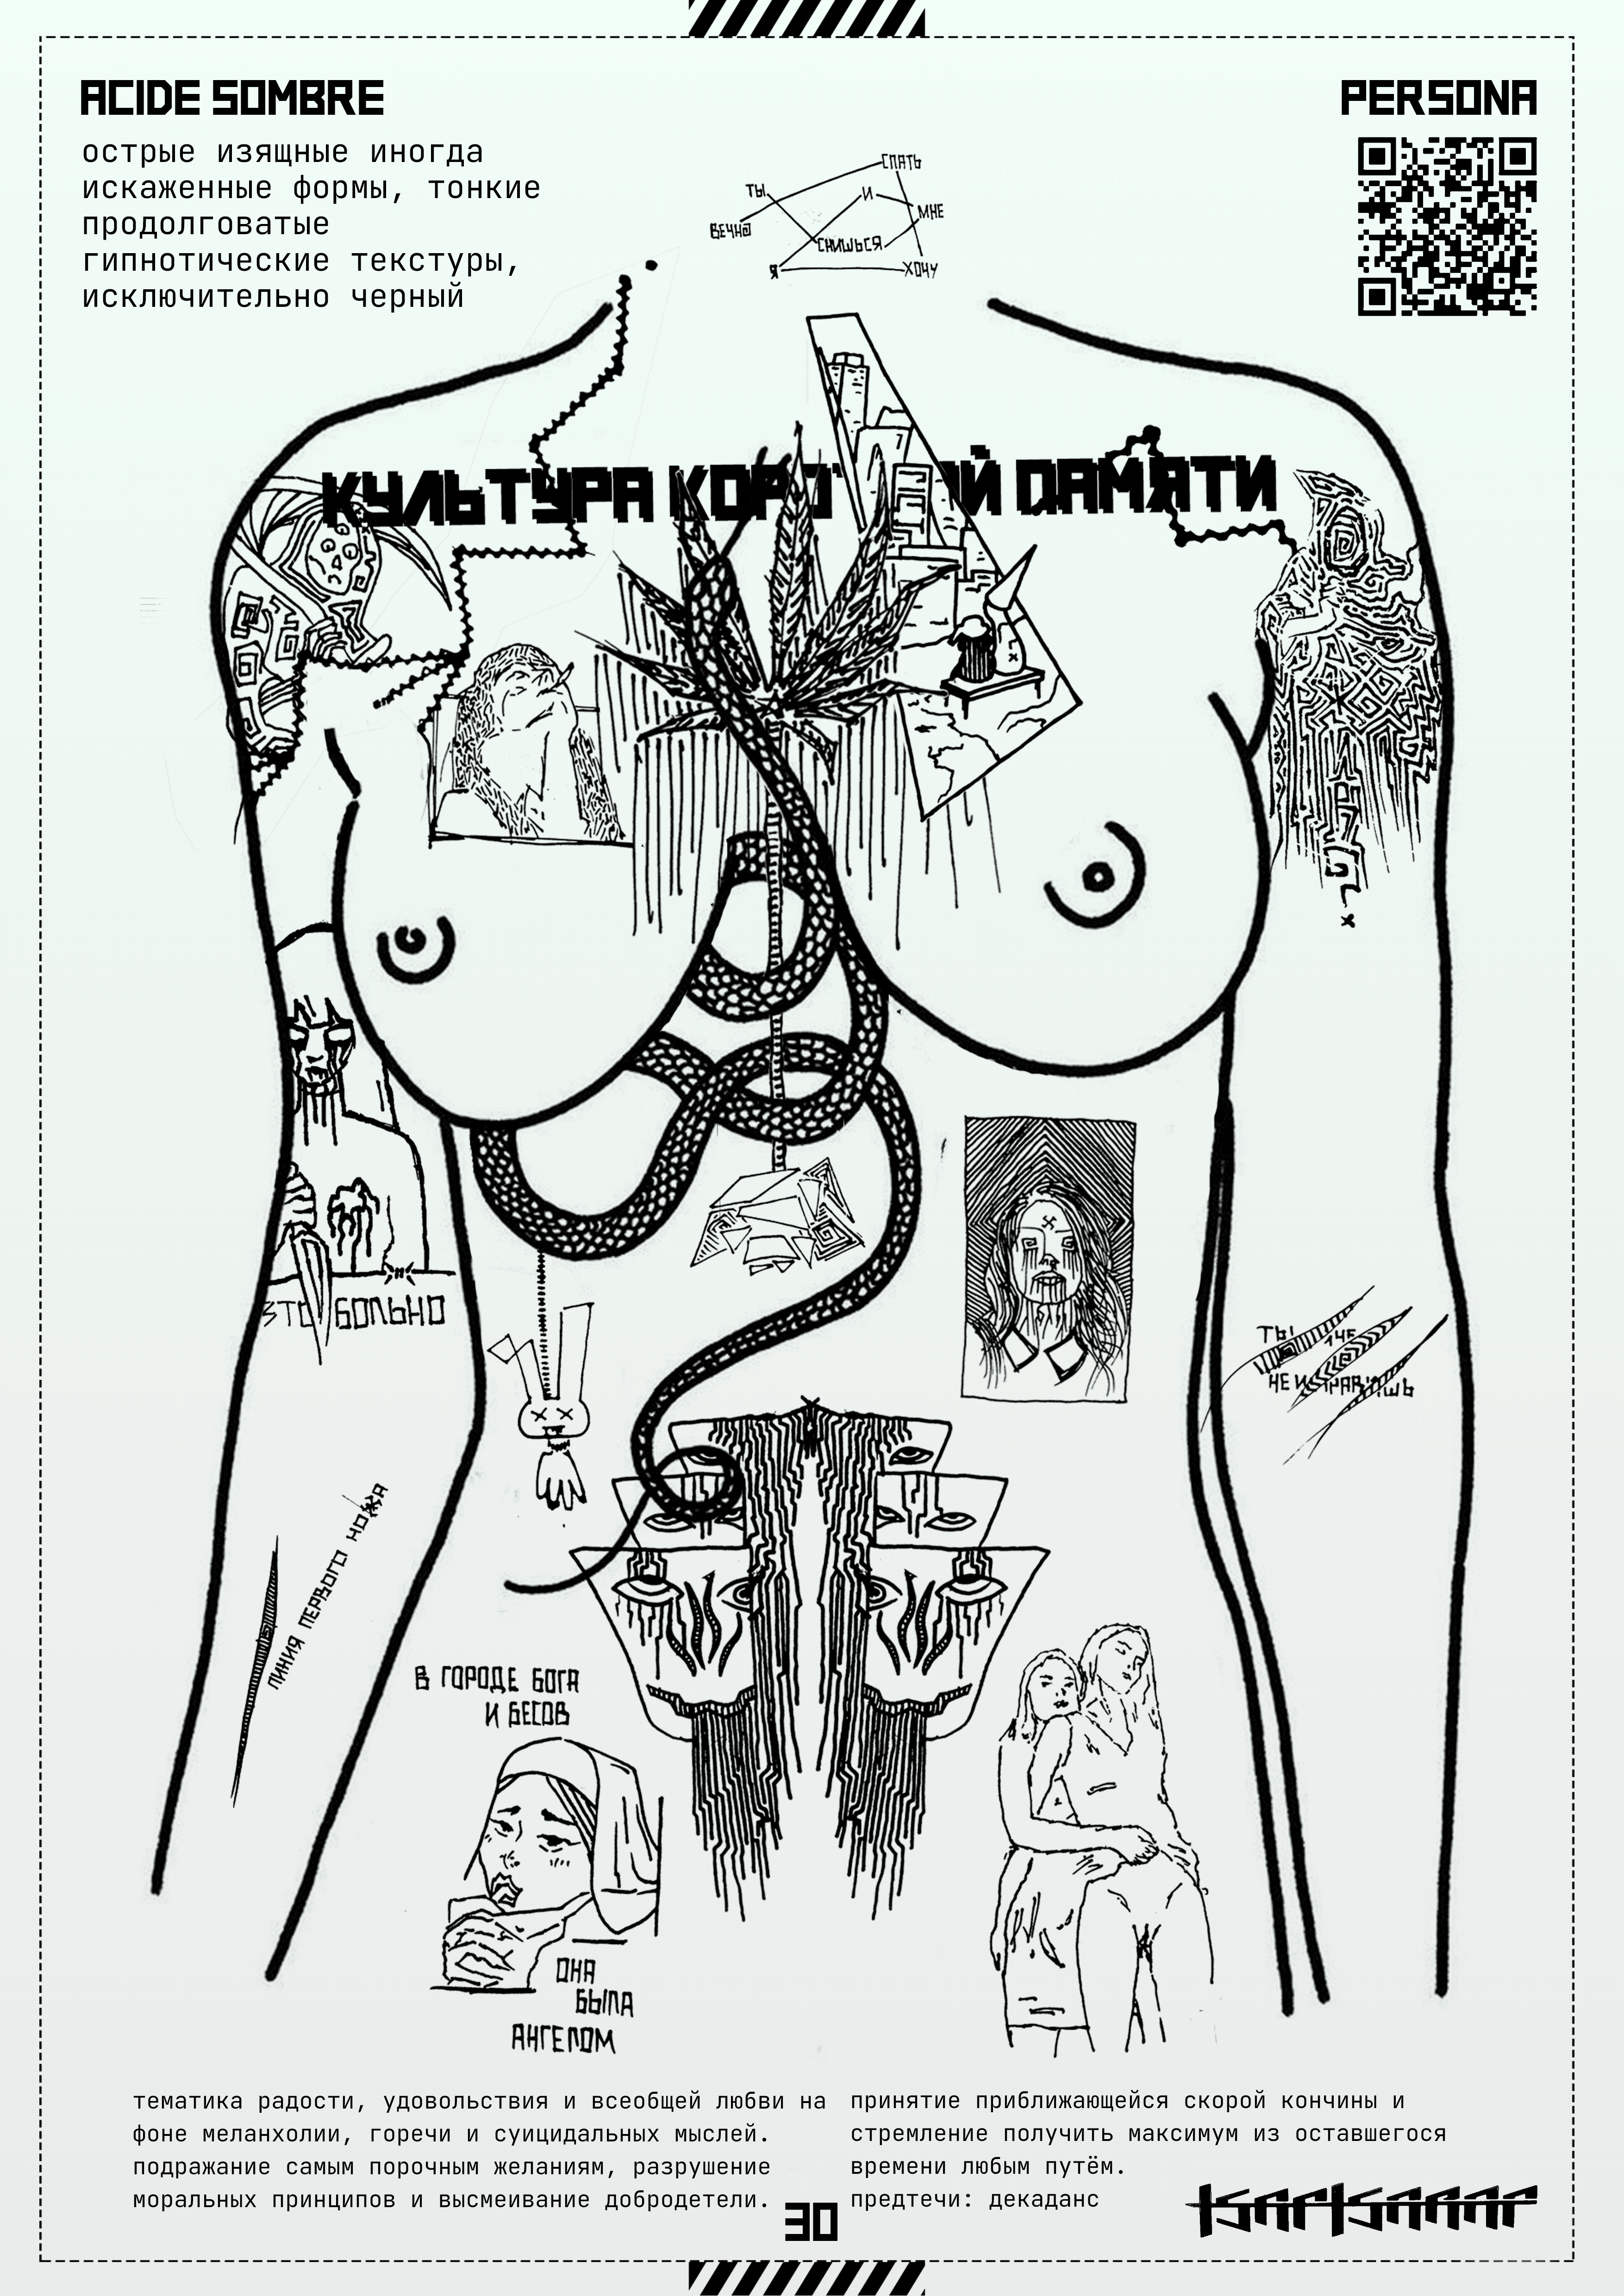 ACIDE SOMBRE
острые изящные иногда
искаженные формы, тонкие
продолговатые
гипнотические текстуры,
исключительно черный
PERSONA
СПАТЬ
ТЫ
И
МНЕ
ВЕЧНО
СНИШЬСЯ
Я
ХОЧУ
КУЛЬТУРА КОРОТ ОЙ ПАМЯТИ
ЭТО БОЛЬНО
ТЫ
НЕ
ЛИНИЯ ПЕРВОГО НОЖА
В ГОРОДЕ БОГА
И БЕСОВ
ОНА
БЫЛА
АНГЕЛОМ
тематика радости, удовольствия и всеобщей любви на
фоне меланхолии, горечи и суицидальных мыслей.
подражание самым порочным желаниям, разрушение
моральных принципов и высмеивание добродетели.
принятие приближающейся скорой кончины и
стремление получить максимум из оставшегося
времени любым путём.
предтечи: декаданс
30